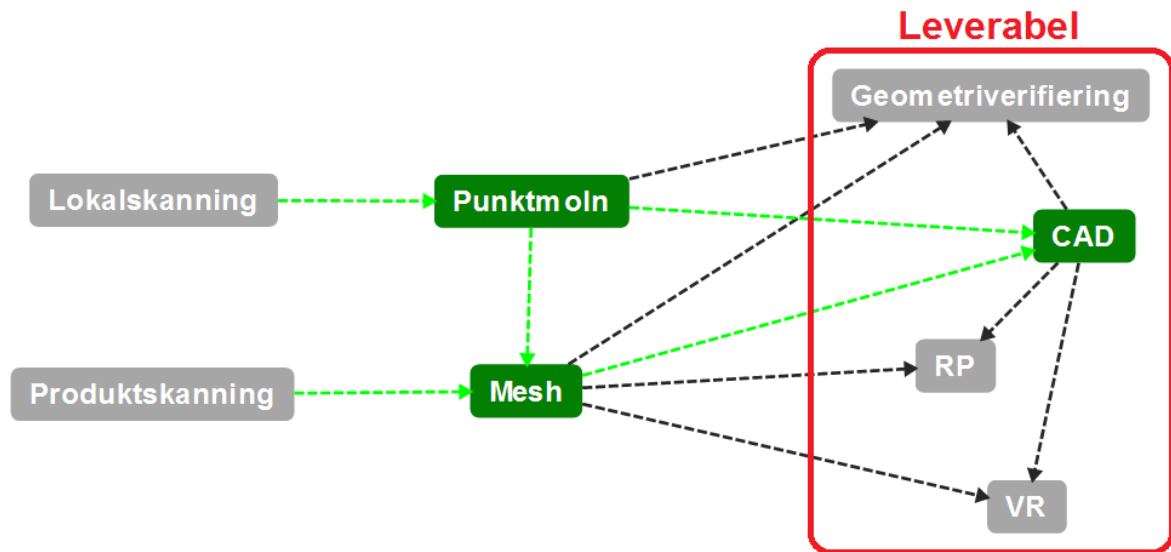 Leverabel
Geometriverifiering
Lokalskanning
Punktmoln
CAD
RP
Produktskanning
Mesh
VR